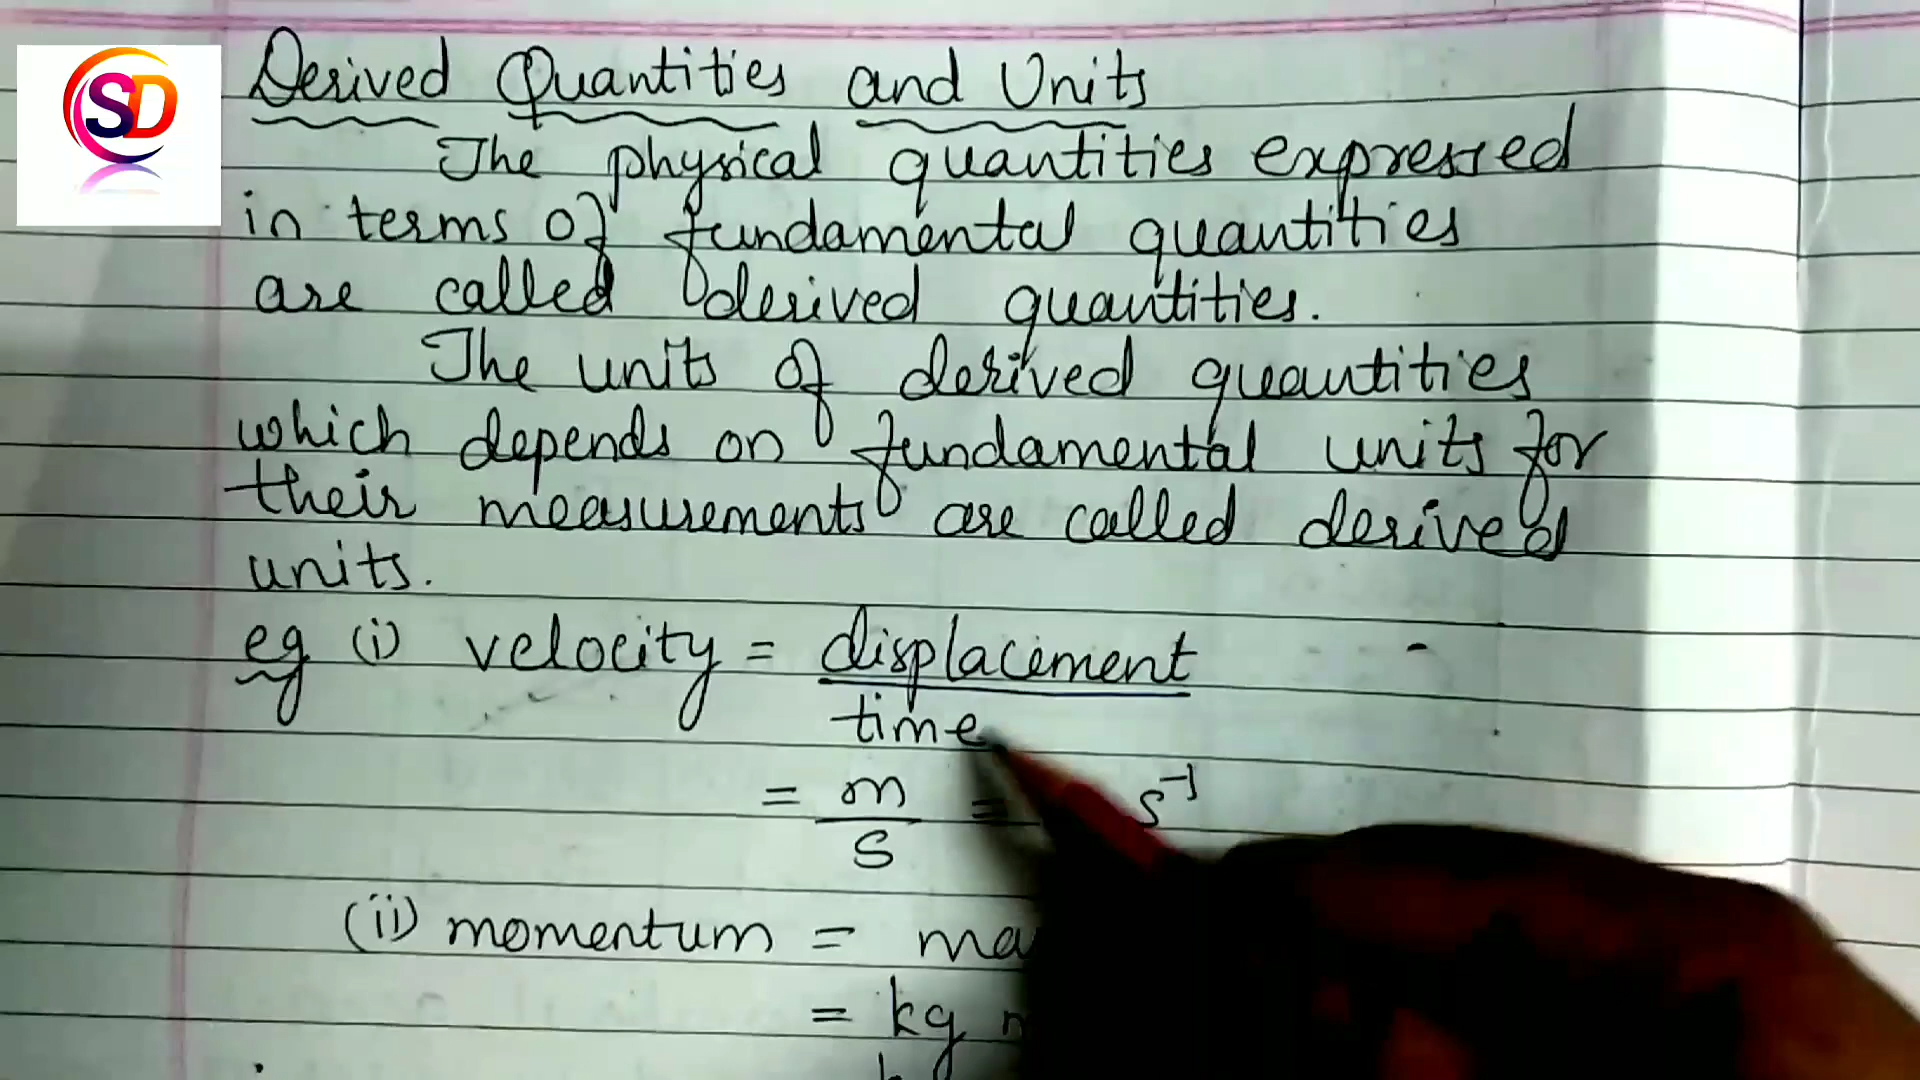 SD
Derived Quantities and Units
The physical quantities expressed
in terms of fundamental quantities
are called derived quantities.
The units of derived quantities
which depends on fundamental units for
their measurements are called derived
units.
eg (i) velocity = displacement
time
= m = s⁻¹
s
(ii) momentum = ma
= kg m